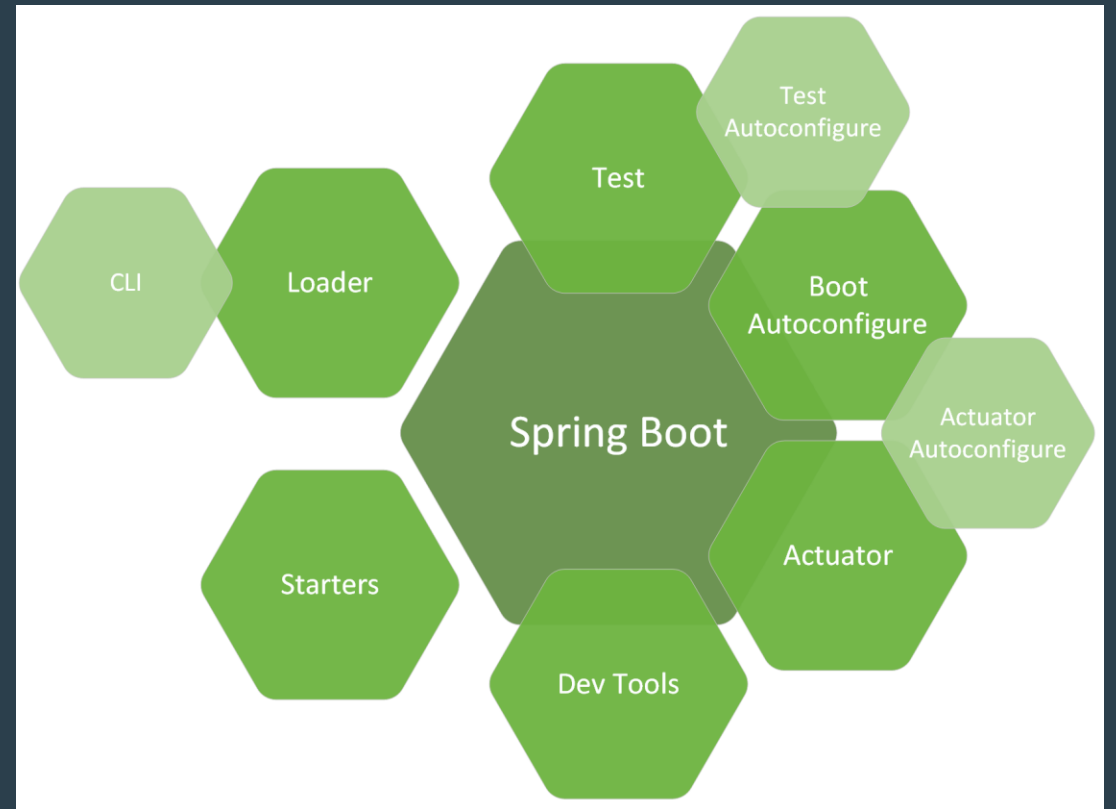 Test
Autoconfigure
Test
CLI
Loader
Boot
Autoconfigure
Spring Boot
Actuator
Autoconfigure
Starters
Actuator
Dev Tools